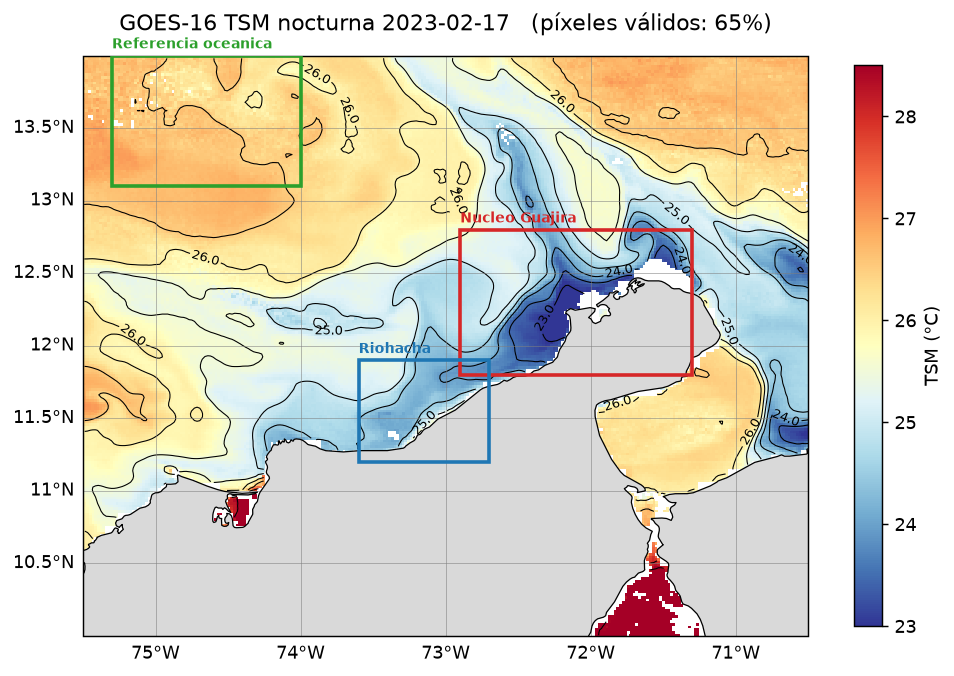 GOES-16 TSM nocturna 2023-02-17 (píxeles válidos: 65%)
Referencia oceanica
Nucleo Guajira
Riohacha
26.0
26.0
26.0
26.0
26.0
26.0
26.0
26.0
25.0
25.0
25.0
25.0
24.0
24.0
24.0
24.0
23.0
13.5°N
13°N
12.5°N
12°N
11.5°N
11°N
10.5°N
75°W
74°W
73°W
72°W
71°W
28
27
26
25
24
23
TSM (°C)